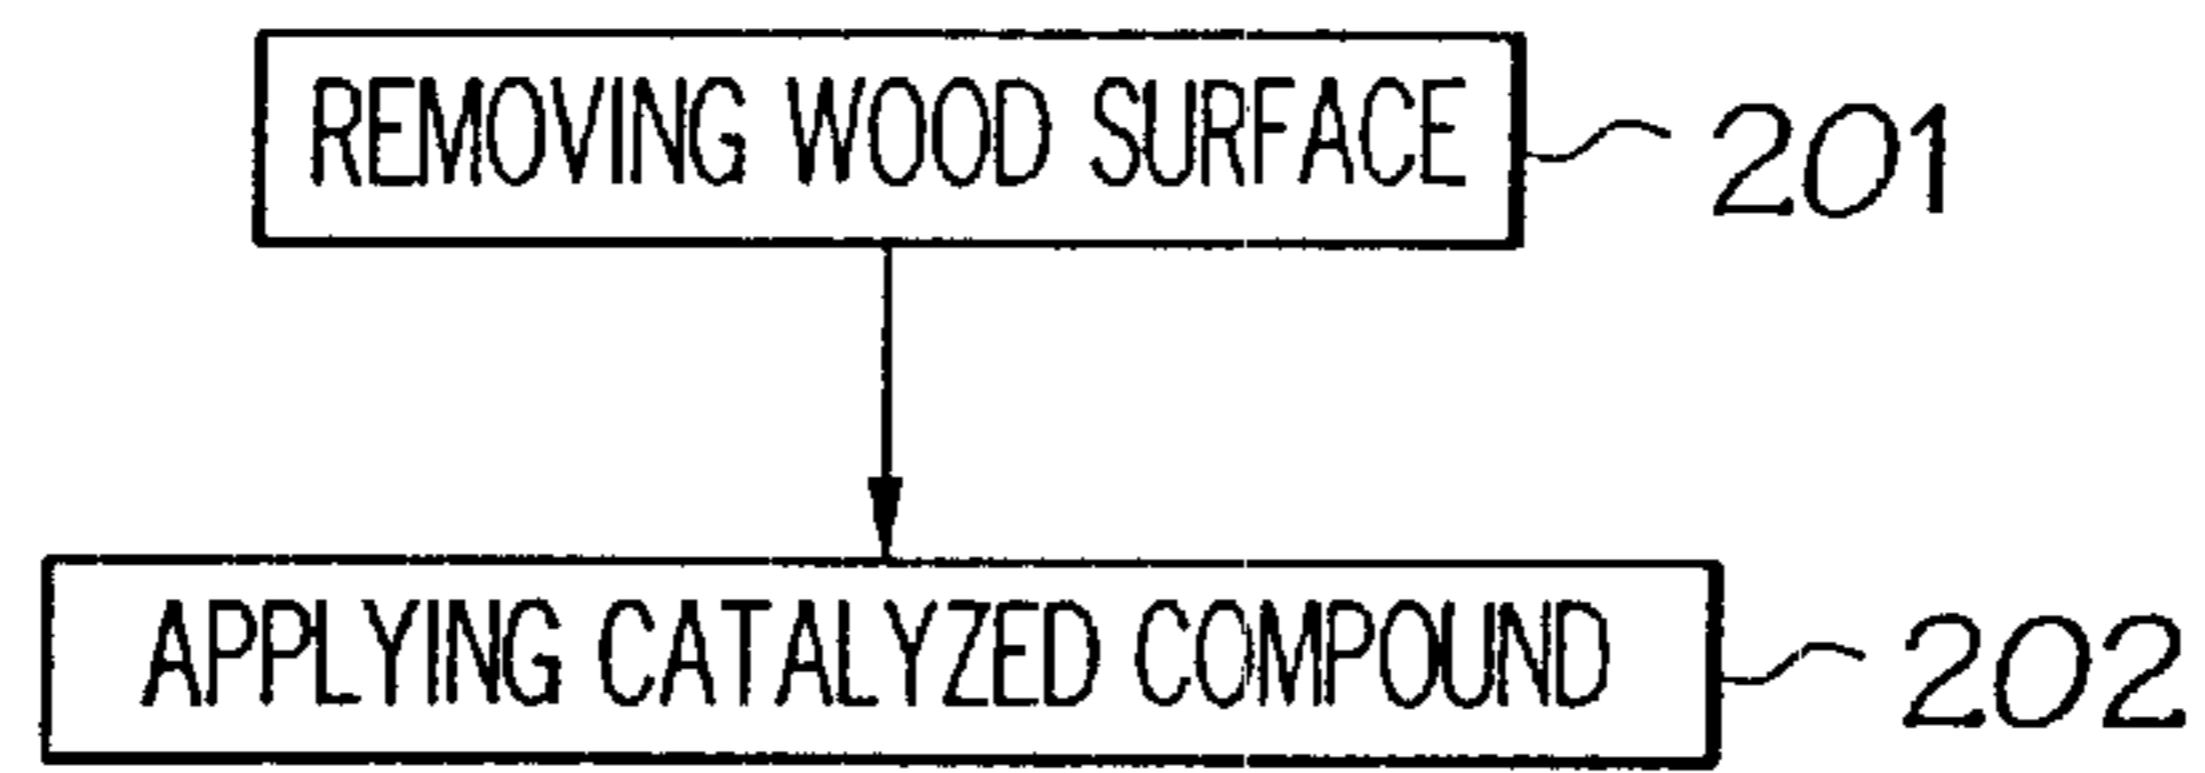 REMOVING WOOD SURFACE
201
APPLYING CATALYZED COMPOUND
202